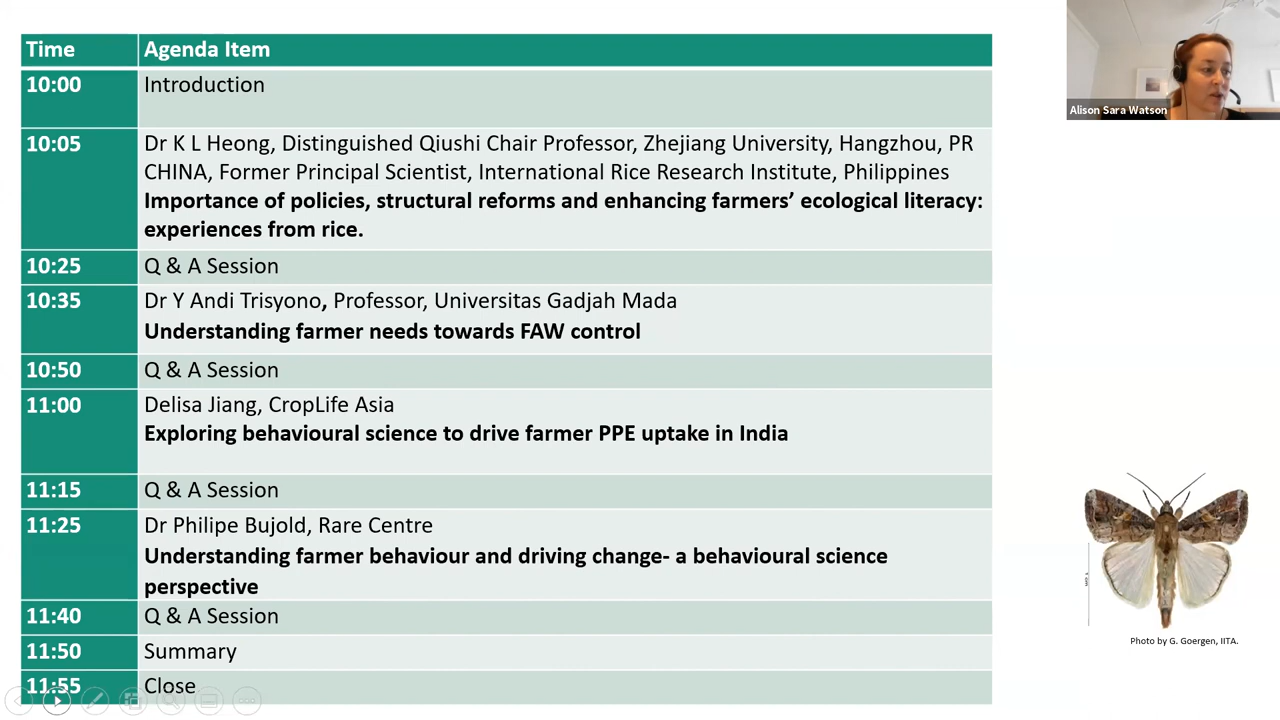 Time Agenda Item
10:00 Introduction
10:05 Dr K L Heong, Distinguished Qiushi Chair Professor, Zhejiang University, Hangzhou, PR
CHINA, Former Principal Scientist, International Rice Research Institute, Philippines
Importance of policies, structural reforms and enhancing farmers’ ecological literacy:
experiences from rice.
10:25 Q & A Session
10:35 Dr Y Andi Trisyono, Professor, Universitas Gadjah Mada
Understanding farmer needs towards FAW control
10:50 Q & A Session
11:00 Delisa Jiang, CropLife Asia
Exploring behavioural science to drive farmer PPE uptake in India
11:15 Q & A Session
11:25 Dr Philipe Bujold, Rare Centre
Understanding farmer behaviour and driving change- a behavioural science
perspective
11:40 Q & A Session
11:50 Summary
11:55 Close
Alison Sara Watson
Photo by G. Goergen, IITA.